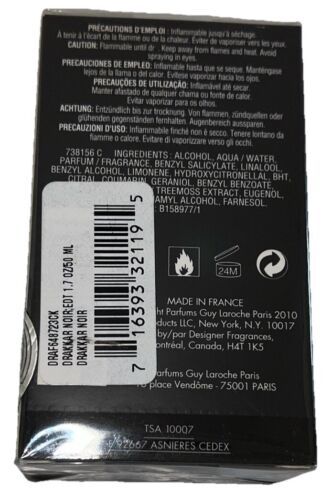 PRÉCAUTIONS D'EMPLOI : Inflammable jusqu'à séchage.
A tenir à l'écart de la flamme ou de la chaleur. Éviter de vaporiser vers les yeux.
CAUTION: Flammable until dr . Keep away from flames and heat. Avoid
spraying in eyes.
PRECAUCIONES DE EMPLEO: Inflamable hasta que se seque. Manténgase
lejos de la llama o del calor. Evítese vaporizar hacia los ojos.
PRECAUÇÕES DE UTILIZAÇÃO: Inflamável até secar.
Manter afastado de qualquer chama ou fonte de calor.
Evitar vaporizar para os olhos.
ACHTUNG: Entzündlich bis zur trocknung. Von flammen, zündquellen oder
glühenden gegenständen fernhalten. Augenbereich aussparen.
PRECAUZIONI D'USO: Infiammabile finché non è secco. Tenere lontano da
fiamme o calore. Evitare di vaporizzare verso gli occhi.
738156 C INGREDIENTS: ALCOHOL, AQUA / WATER,
PARFUM / FRAGRANCE, BENZYL SALICYLATE, LINALOOL,
BENZYL ALCOHOL, LIMONENE, HYDROXYCITRONELLAL, BHT,
CITRAL, COUMARIN, GERANIOL, BENZYL BENZOATE,
TREEMOSS EXTRACT, EUGENOL,
AMYL ALCOHOL, FARNESOL.
B158977/1
DRAF648723CK
DRAKKAR NOIR:EDT 1.7 OZ/50 ML
DRAKKAR NOIR
7 16393 32119 5
24M
MADE IN FRANCE
ht Parfums Guy Laroche Paris 2010
oducts LLC, New York, N.Y. 10017
by/par Designer Fragrances,
ontréal, Canada, H4T 1K5
Parfums Guy Laroche Paris
place Vendôme - 75001 PARIS
TSA 10007
92667 ASNIERES CEDEX